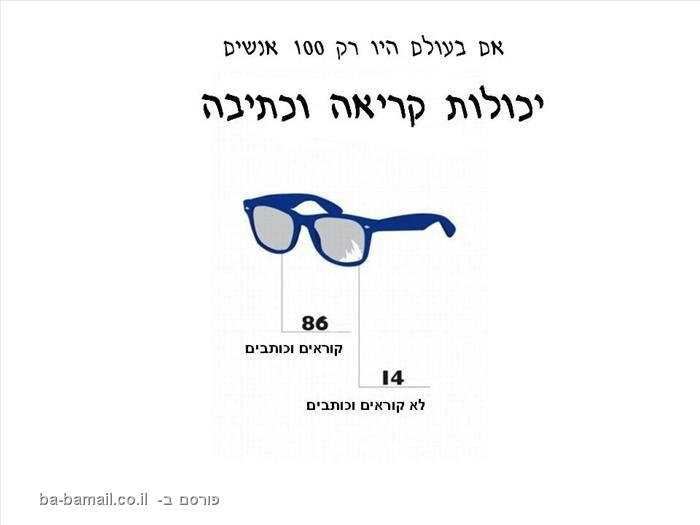 אם בעולם היו רק 100 אנשים
יכולות קריאה וכתיבה
86
קוראים וכותבים
14
לא קוראים וכותבים
פורסם ב- ba-bamail.co.il